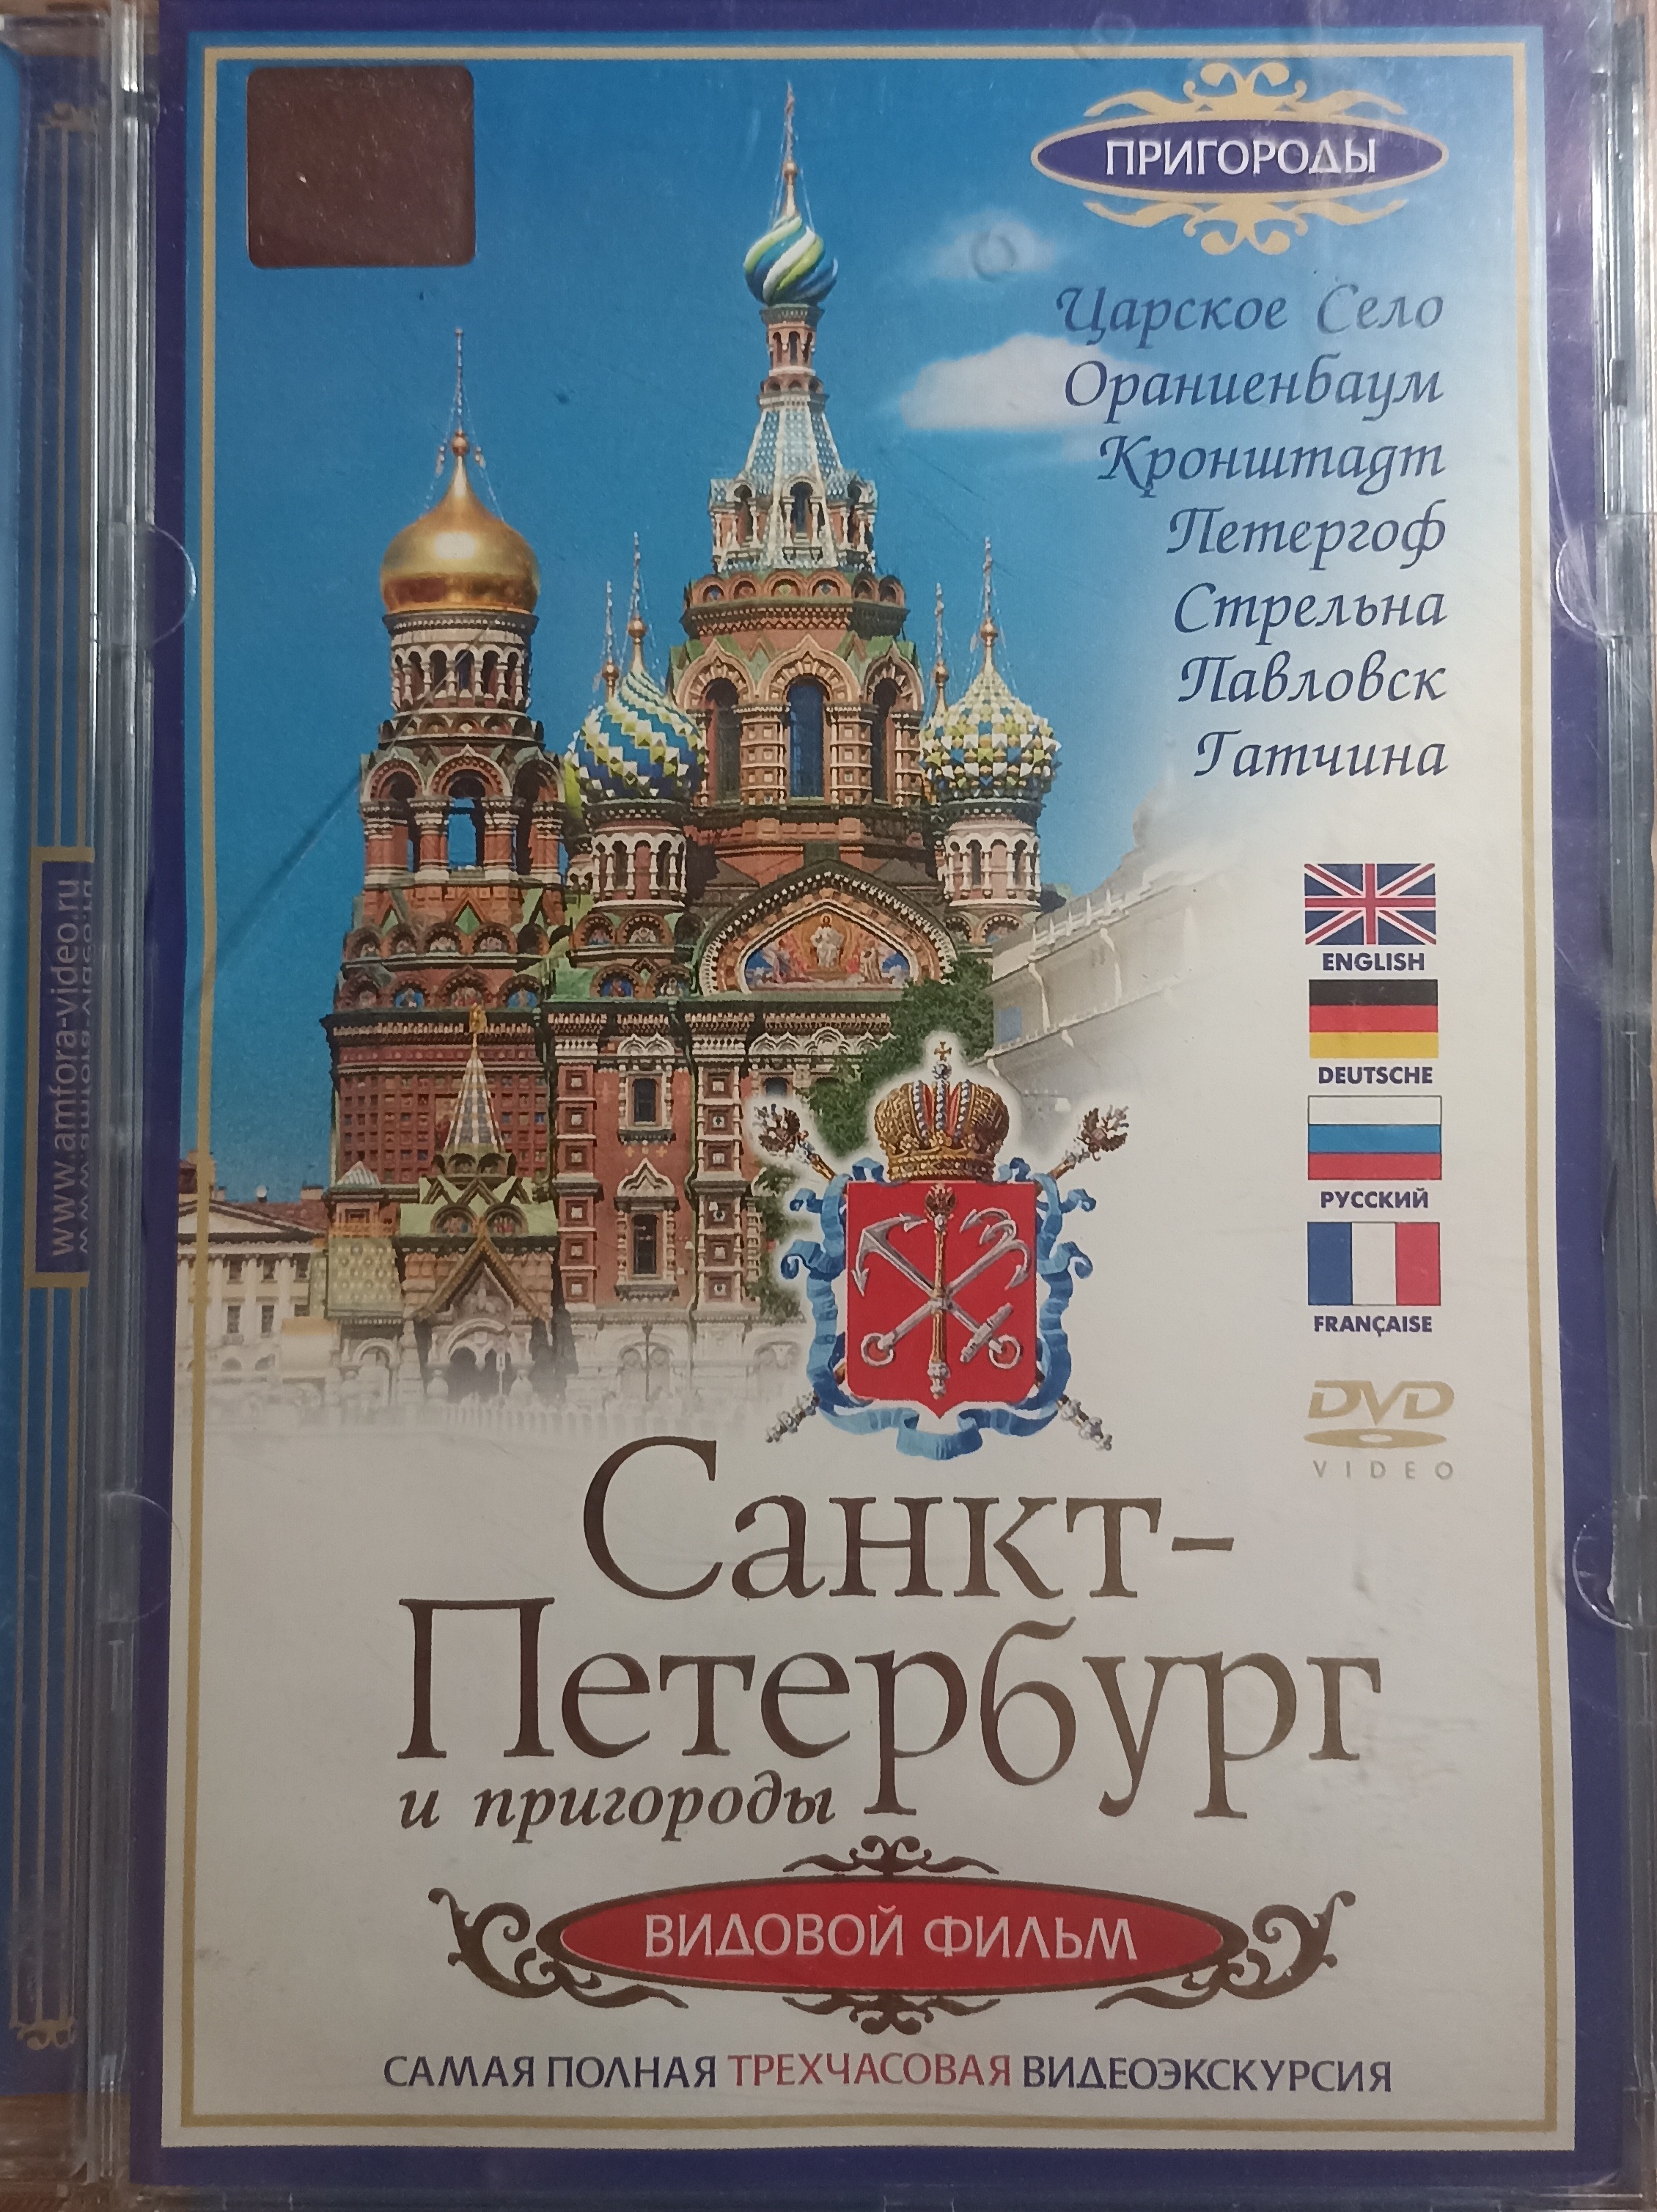 ПРИГОРОДЫ
Царское Село
Ораниенбаум
Кронштадт
Петергоф
Стрельна
Павловск
Гатчина
ENGLISH
DEUTSCHE
РУССКИЙ
FRANÇAISE
DVD
VIDEO
www.amfora-video.ru
Санкт-
Петербург
и пригороды
ВИДОВОЙ ФИЛЬМ
САМАЯ ПОЛНАЯ ТРЕХЧАСОВАЯ ВИДЕОЭКСКУРСИЯ